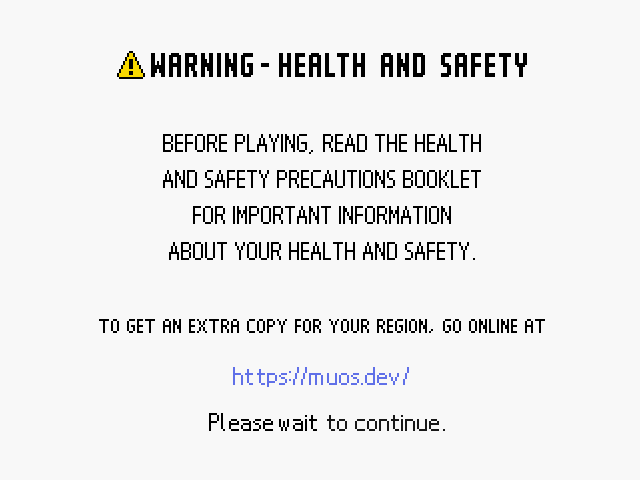 WARNING - HEALTH AND SAFETY
BEFORE PLAYING, READ THE HEALTH
AND SAFETY PRECAUTIONS BOOKLET
FOR IMPORTANT INFORMATION
ABOUT YOUR HEALTH AND SAFETY.
TO GET AN EXTRA COPY FOR YOUR REGION, GO ONLINE AT
https://muos.dev/
Please wait to continue.